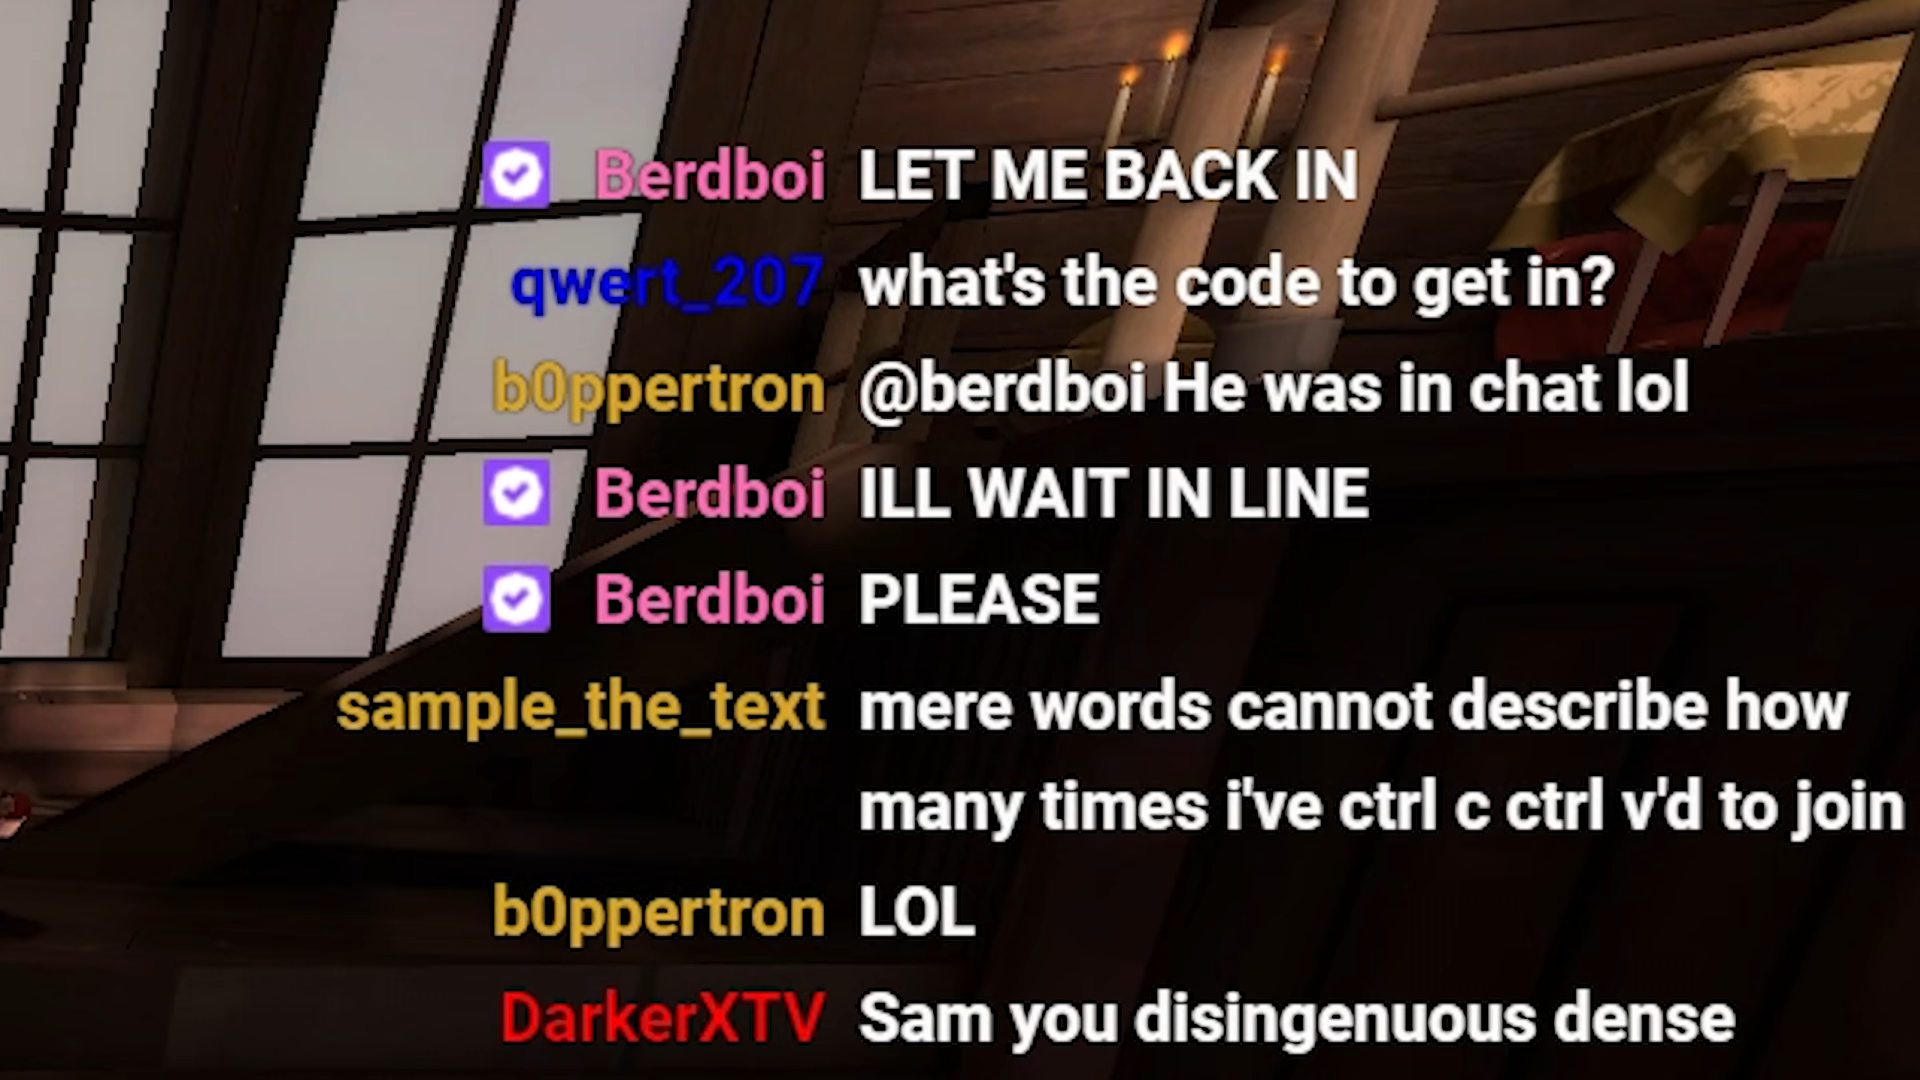 Berdboi LET ME BACK IN
qwert_207 what's the code to get in?
b0ppertron @berdboi He was in chat lol
Berdboi ILL WAIT IN LINE
Berdboi PLEASE
sample_the_text mere words cannot describe how
many times i've ctrl c ctrl v'd to join
b0ppertron LOL
DarkerXTV Sam you disingenuous dense